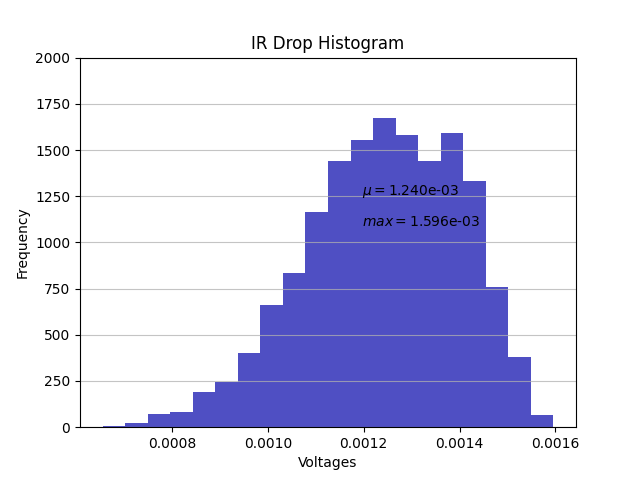 IR Drop Histogram
2000
1750
1500
1250
1000
750
500
250
0
μ = 1.240e-03
max = 1.596e-03
Frequency
0.0008 0.0010 0.0012 0.0014 0.0016
Voltages